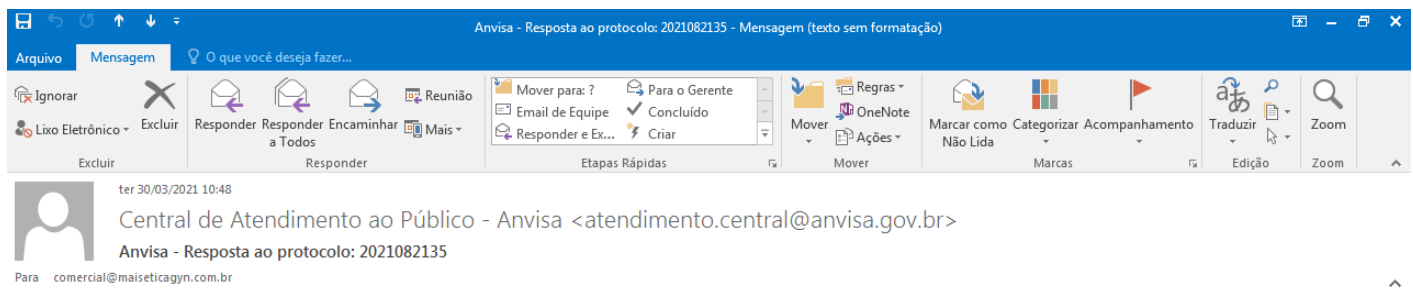 Anvisa - Resposta ao protocolo: 2021082135 - Mensagem (texto sem formatação)
Arquivo Mensagem O que você deseja fazer...
Ignorar
Lixo Eletrônico
Excluir
Excluir
Responder
Responder a Todos
Encaminhar
Reunião
Mais
Responder
Mover para: ?
Email de Equipe
Responder e Ex...
Para o Gerente
Concluído
Criar
Etapas Rápidas
Mover
Regras
OneNote
Ações
Mover
Marcar como Não Lida
Categorizar
Acompanhamento
Marcas
Traduzir
Edição
Zoom
Zoom
ter 30/03/2021 10:48
Central de Atendimento ao Público - Anvisa <atendimento.central@anvisa.gov.br>
Anvisa - Resposta ao protocolo: 2021082135
Para comercial@maiseticagyn.com.br